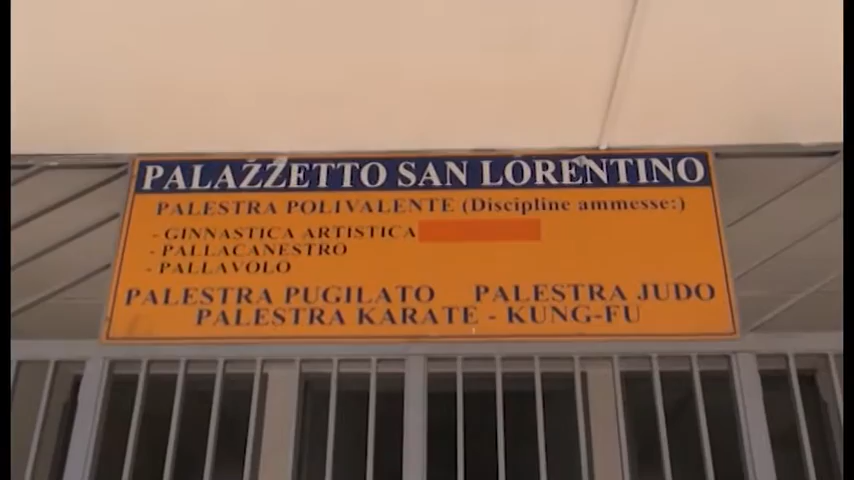 PALAZZETTO SAN LORENTINO:
PALESTRA POLIVALENTE (Discipline ammesse:)
- GINNASTICA ARTISTICA
- PALLACANESTRO
- PALLAVOLO
PALESTRA PUGILATO PALESTRA JUDO
PALESTRA KARATE - KUNG-FU